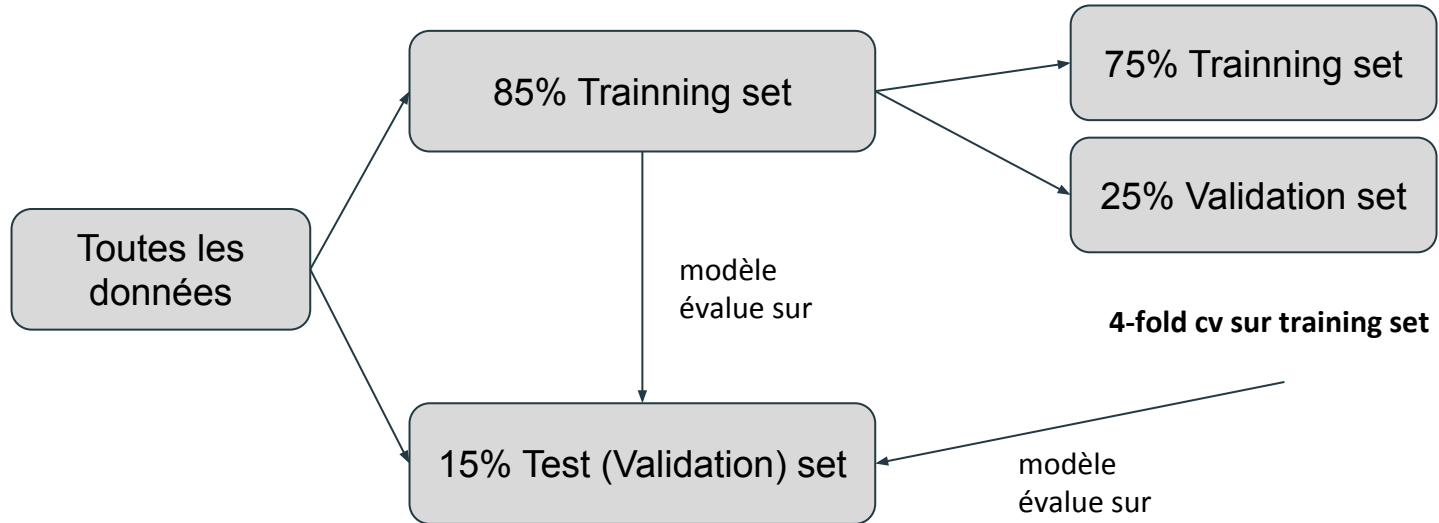 75% Trainning set
85% Trainning set
25% Validation set
Toutes les
données
modèle
évalue sur
4-fold cv sur training set
15% Test (Validation) set
modèle
évalue sur